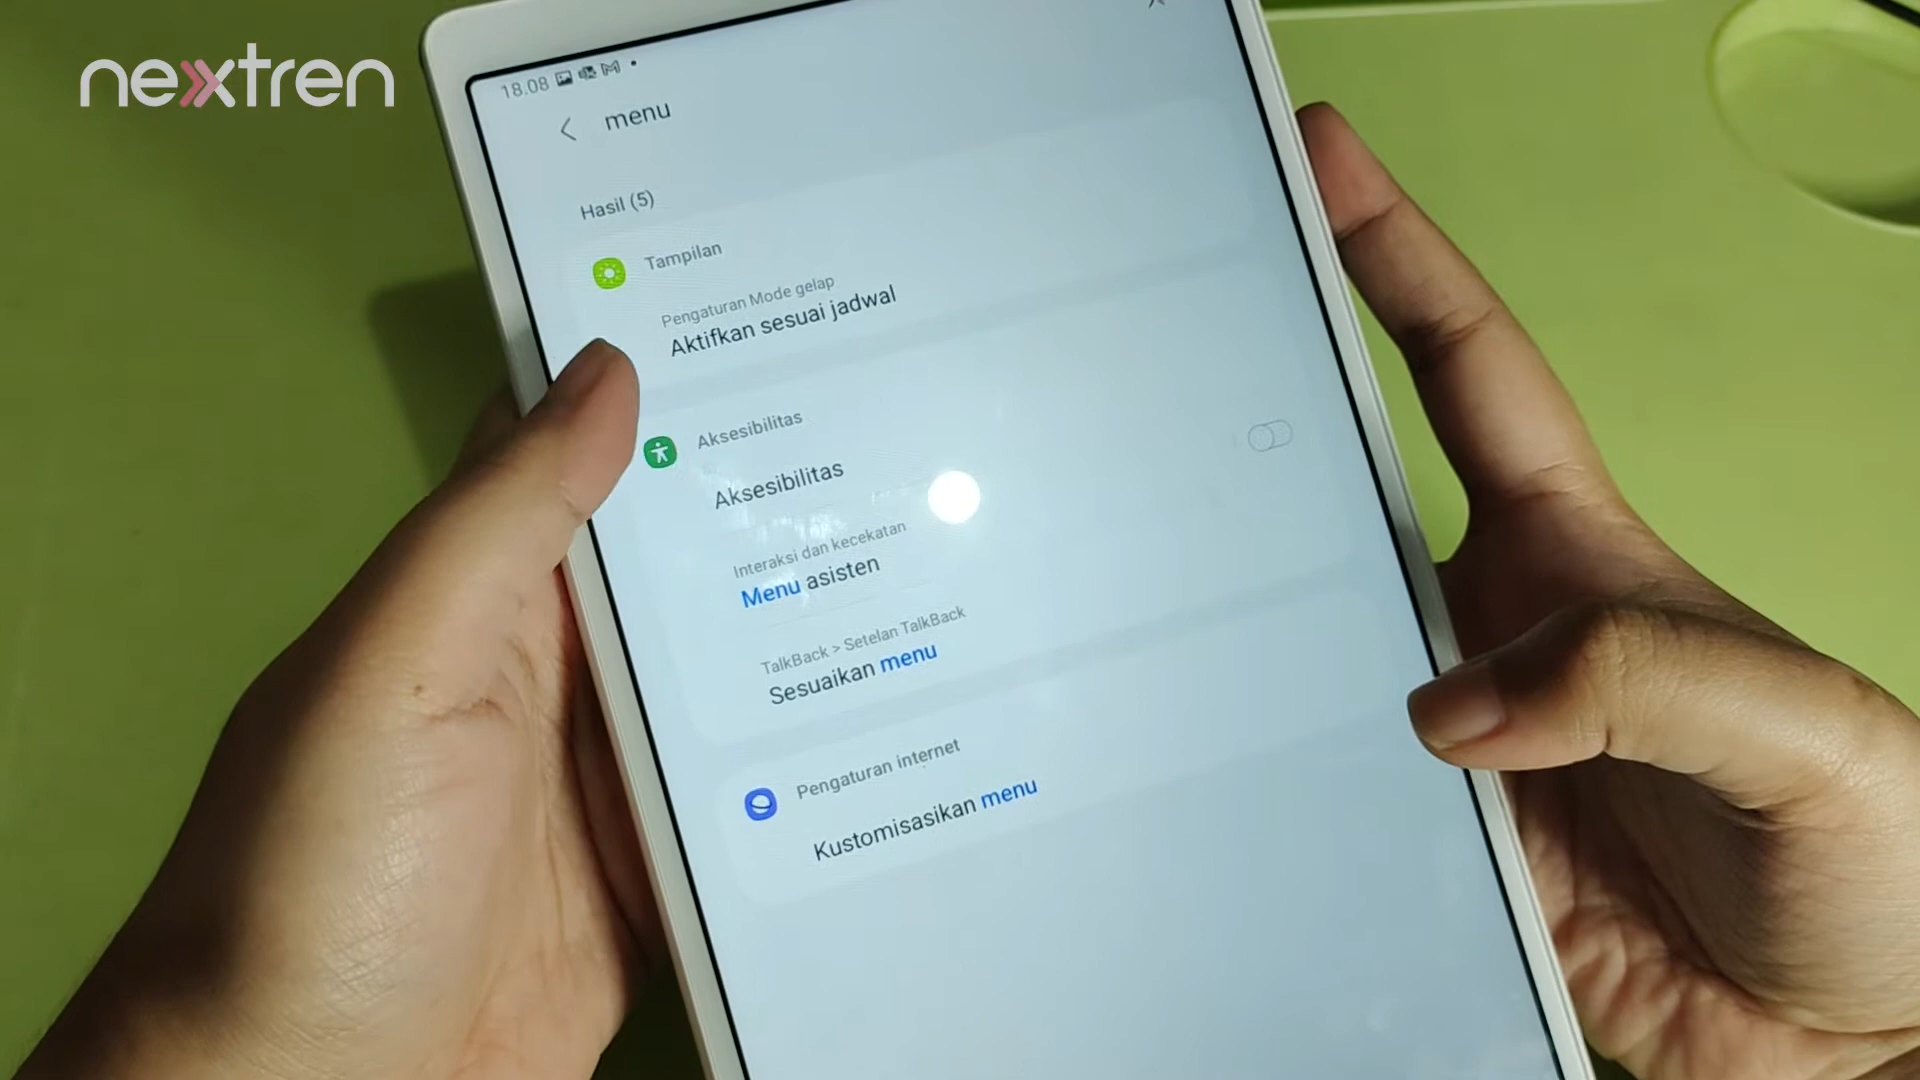 nextren
18.08
menu
Hasil (5)
Tampilan
Pengaturan Mode gelap
Aktifkan sesuai jadwal
Aksesibilitas
Aksesibilitas
Interaksi dan kecekatan
Menu asisten
TalkBack > Setelan TalkBack
Sesuaikan menu
Pengaturan internet
Kustomisasikan menu